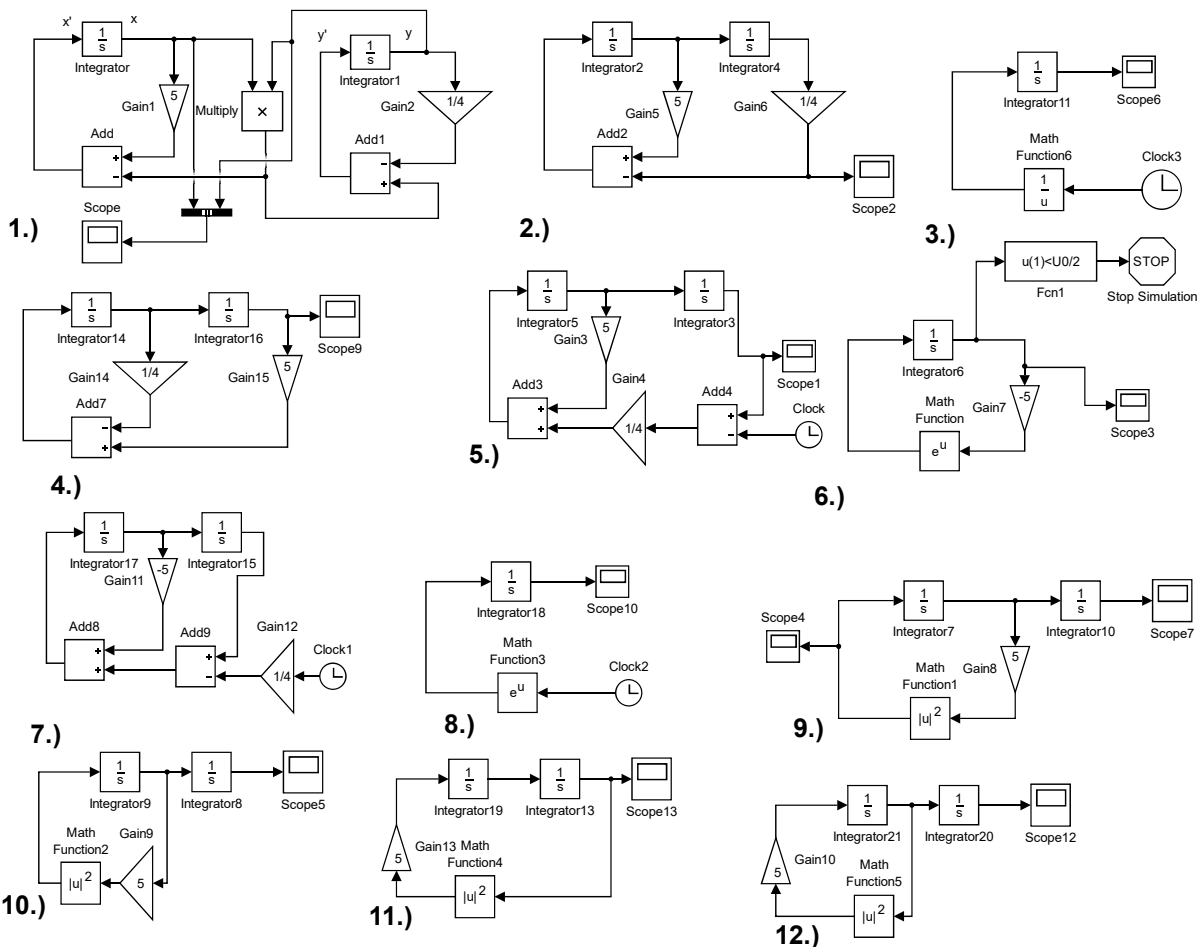 x'
x
1
s
Integrator
5
Gain1
Multiply
×
Add
+
−
Scope
1.)
y'
y
1
s
Integrator1
1/4
Gain2
Add1
−
+
1
s
Integrator2
1
s
Integrator4
5
Gain5
1/4
Gain6
Add2
+
−
Scope2
2.)
1
s
Integrator11
Scope6
Math
Function6
1
u
Clock3
3.)
1
s
Integrator14
1
s
Integrator16
Scope9
1/4
Gain14
5
Gain15
Add7
−
+
4.)
1
s
Integrator5
1
s
Integrator3
5
Gain3
Scope1
Add3
+
+
Gain4
1/4
Add4
+
−
Clock
5.)
u(1)<U0/2
Fcn1
STOP
Stop Simulation
1
s
Integrator6
-5
Gain7
Math
Function
e^u
Scope3
6.)
1
s
Integrator17
1
s
Integrator15
-5
Gain11
Add8
+
+
Add9
+
−
Gain12
1/4
Clock1
7.)
1
s
Integrator18
Scope10
Math
Function3
e^u
Clock2
8.)
Scope4
1
s
Integrator7
1
s
Integrator10
Scope7
5
Gain8
Math
Function1
|u|^2
9.)
1
s
Integrator9
1
s
Integrator8
Scope5
Math
Function2
|u|^2
Gain9
5
10.)
1
s
Integrator19
1
s
Integrator13
Scope13
5
Gain13
Math
Function4
|u|^2
11.)
1
s
Integrator21
1
s
Integrator20
Scope12
5
Gain10
Math
Function5
|u|^2
12.)